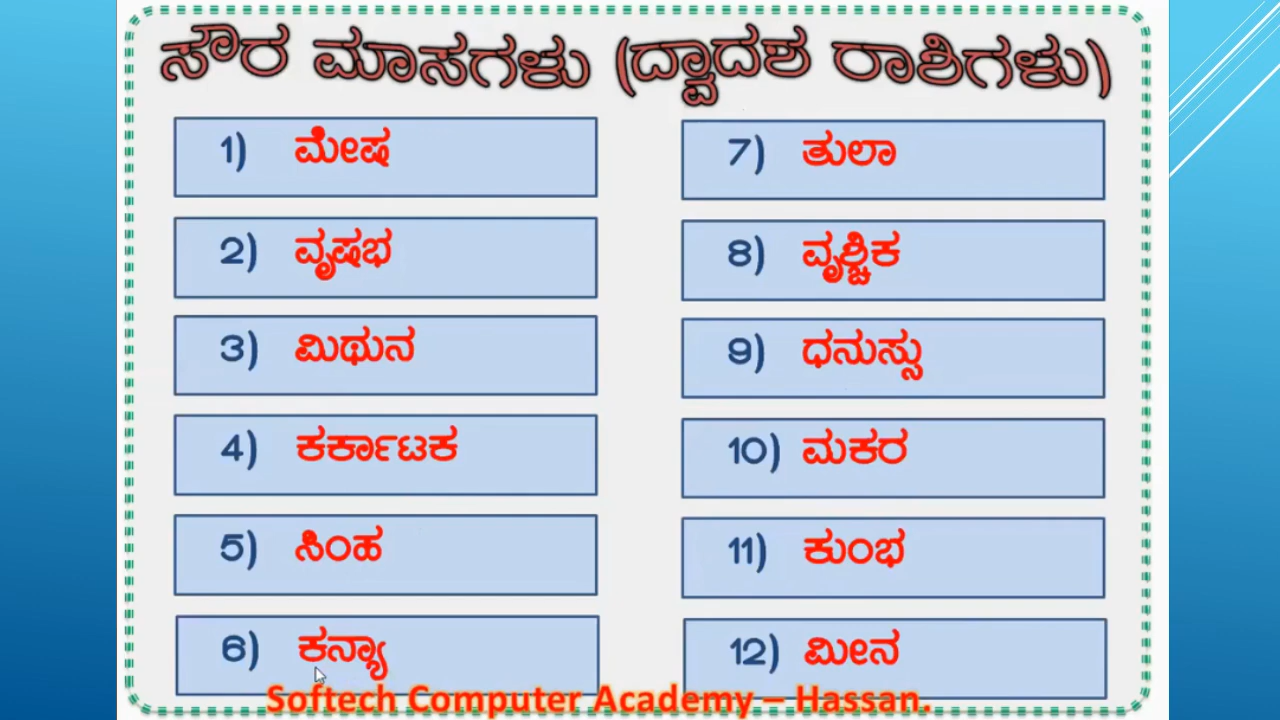 ಸೌರ ಮಾಸಗಳು (ದ್ವಾದಶ ರಾಶಿಗಳು)
1) ಮೇಷ
2) ವೃಷಭ
3) ಮಿಥುನ
4) ಕರ್ಕಾಟಕ
5) ಸಿಂಹ
6) ಕನ್ಯಾ
7) ತುಲಾ
8) ವೃಶ್ಚಿಕ
9) ಧನುಸ್ಸು
10) ಮಕರ
11) ಕುಂಭ
12) ಮೀನ
Softech Computer Academy – Hassan.